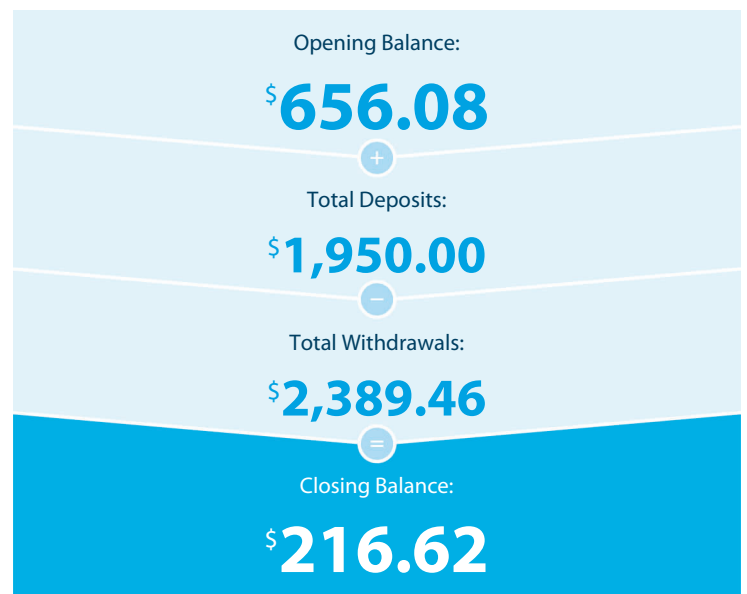 Opening Balance:
$656.08
+
Total Deposits:
$1,950.00
−
Total Withdrawals:
$2,389.46
=
Closing Balance:
$216.62